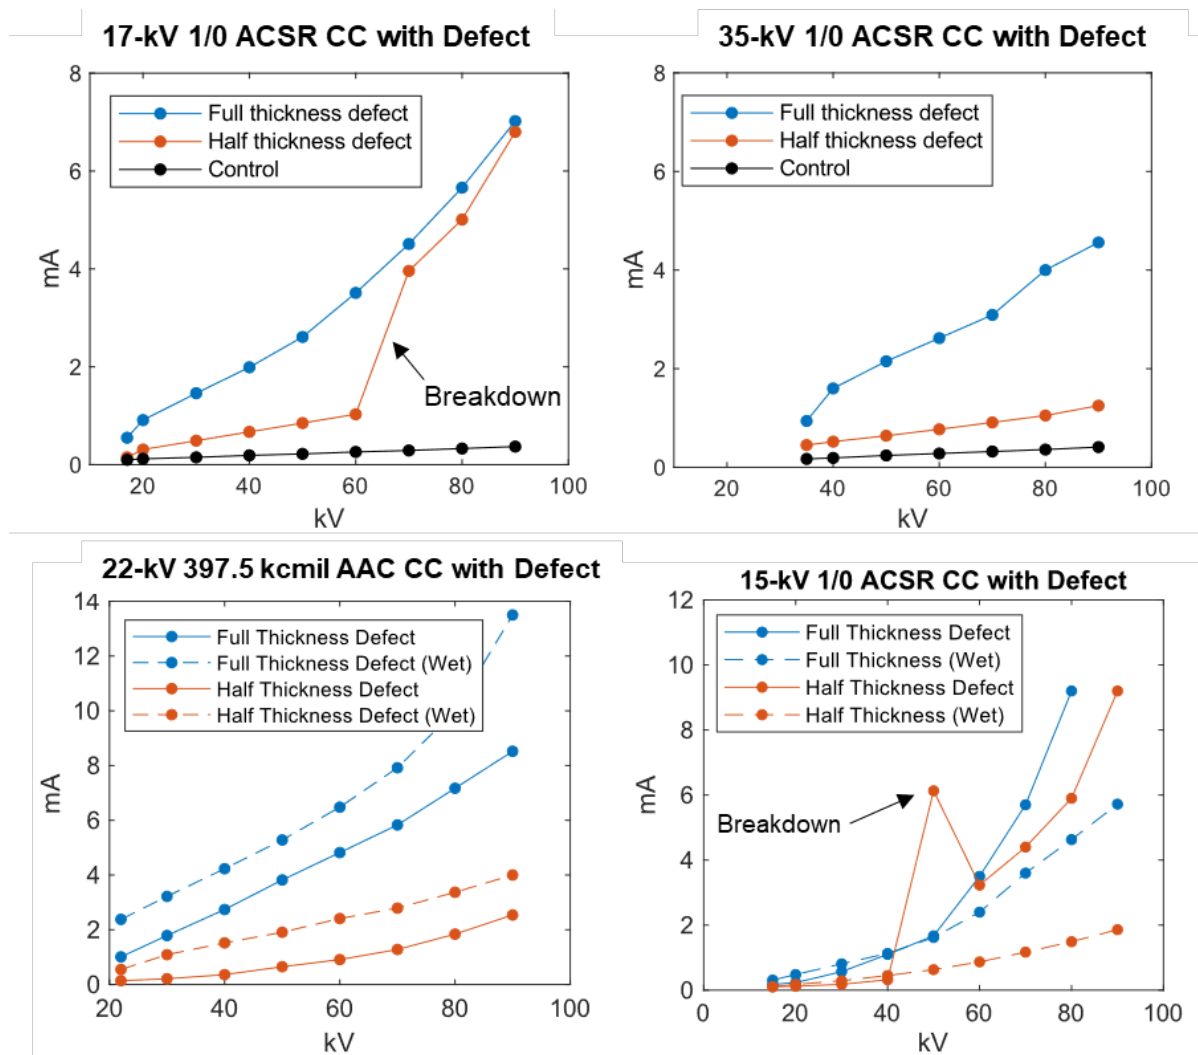 17-kV 1/0 ACSR CC with Defect
8
6
4
2
0
mA
Full thickness defect
Half thickness defect
Control
Breakdown
20
40
60
80
100
kV
35-kV 1/0 ACSR CC with Defect
8
6
4
2
0
mA
Full thickness defect
Half thickness defect
Control
20
40
60
80
100
kV
22-kV 397.5 kcmil AAC CC with Defect
14
12
10
8
6
4
2
0
mA
Full Thickness Defect
Full Thickness Defect (Wet)
Half Thickness Defect
Half Thickness Defect (Wet)
20
40
60
80
100
kV
15-kV 1/0 ACSR CC with Defect
12
10
8
6
4
2
0
mA
Full Thickness Defect
Full Thickness (Wet)
Half Thickness Defect
Half Thickness (Wet)
Breakdown
0
20
40
60
80
100
kV